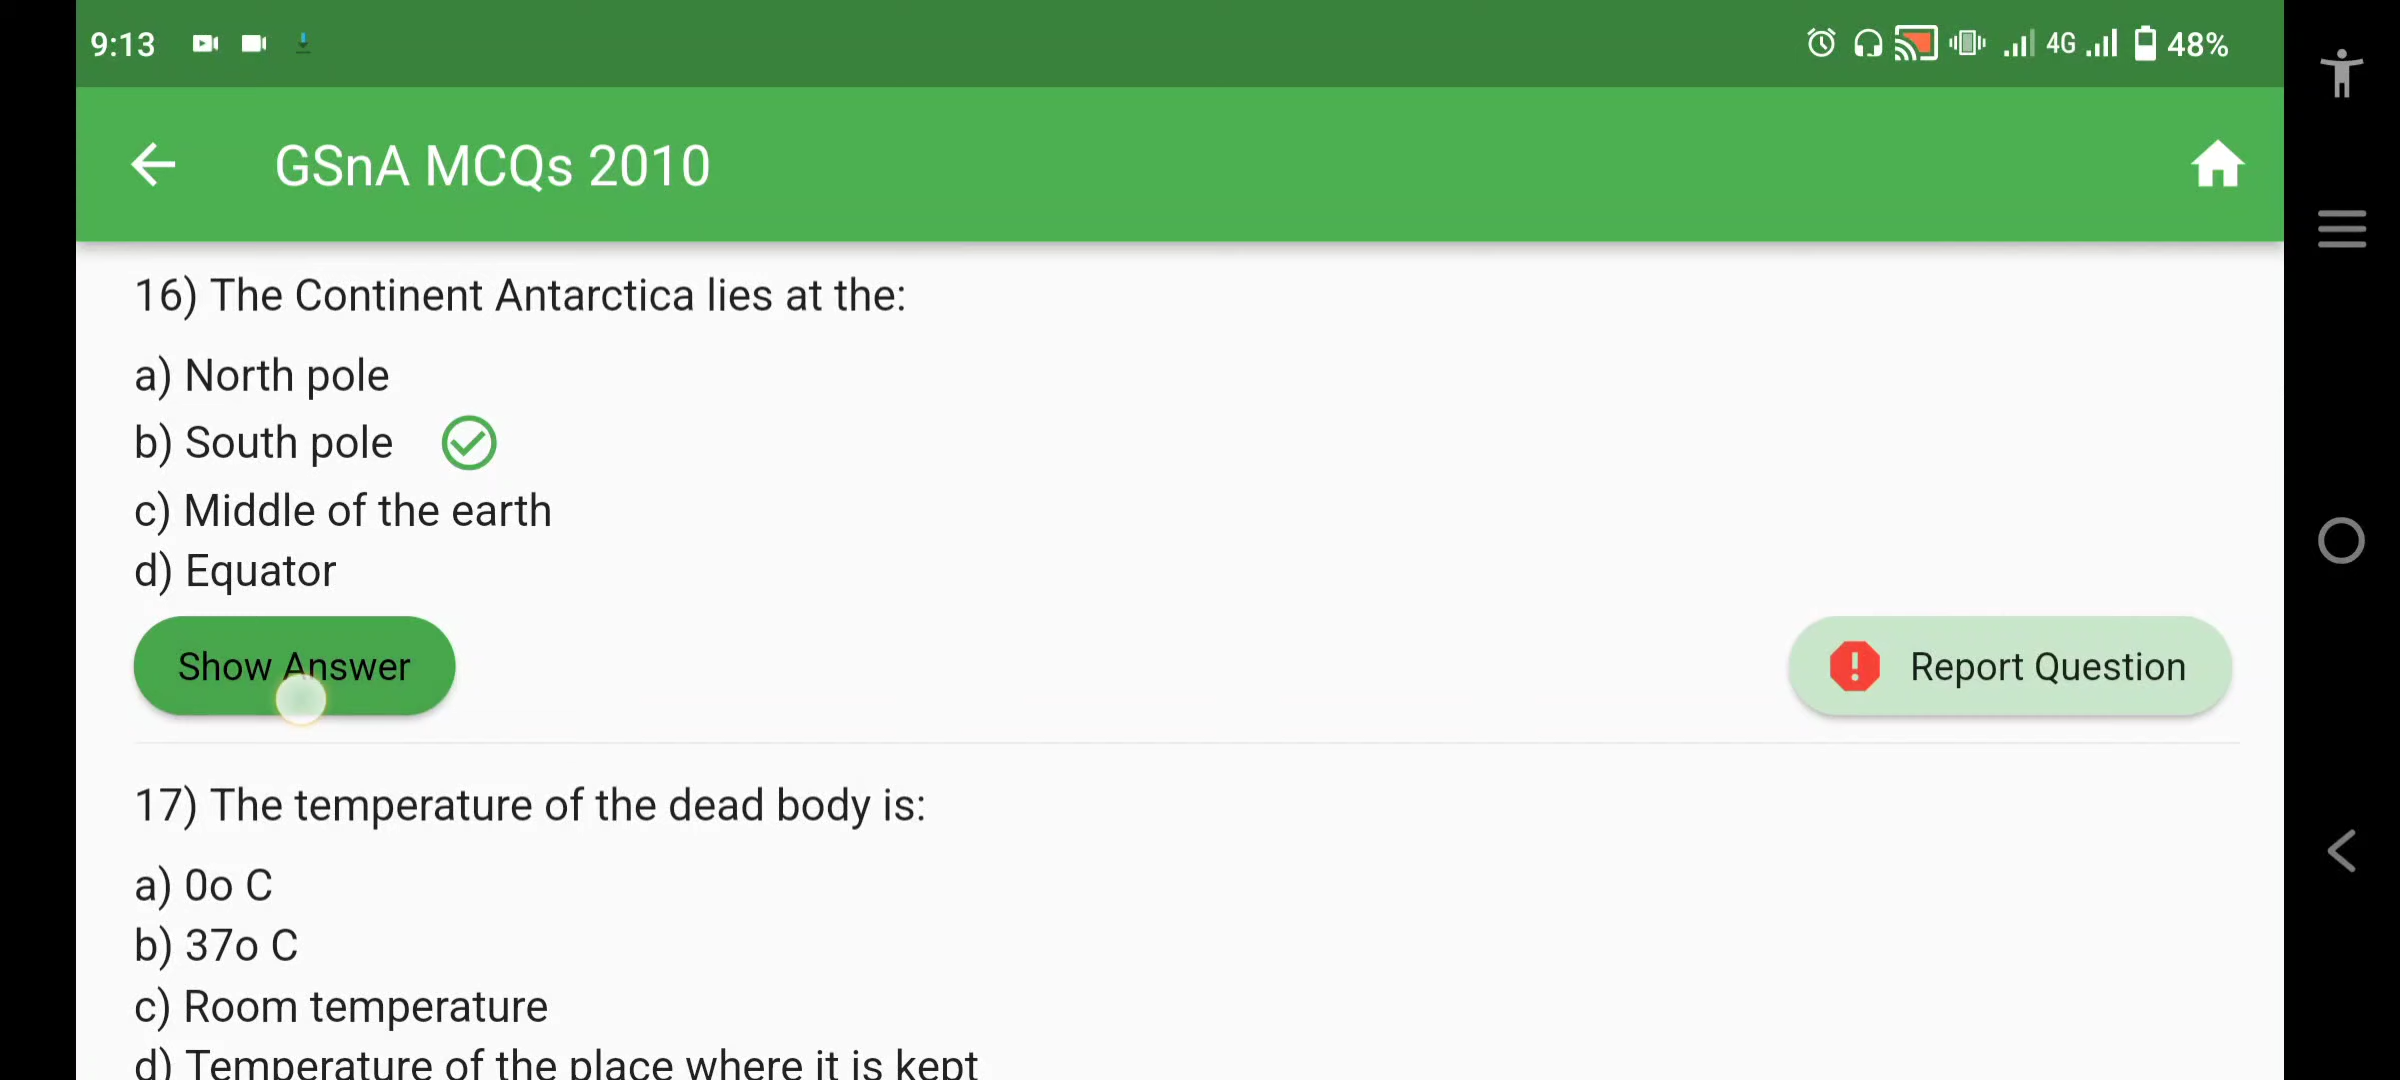 9:13
4G
48%
GSnA MCQs 2010
16) The Continent Antarctica lies at the:
a) North pole
b) South pole
c) Middle of the earth
d) Equator
Show Answer
Report Question
17) The temperature of the dead body is:
a) 0o C
b) 37o C
c) Room temperature
d) Temperature of the place where it is kept